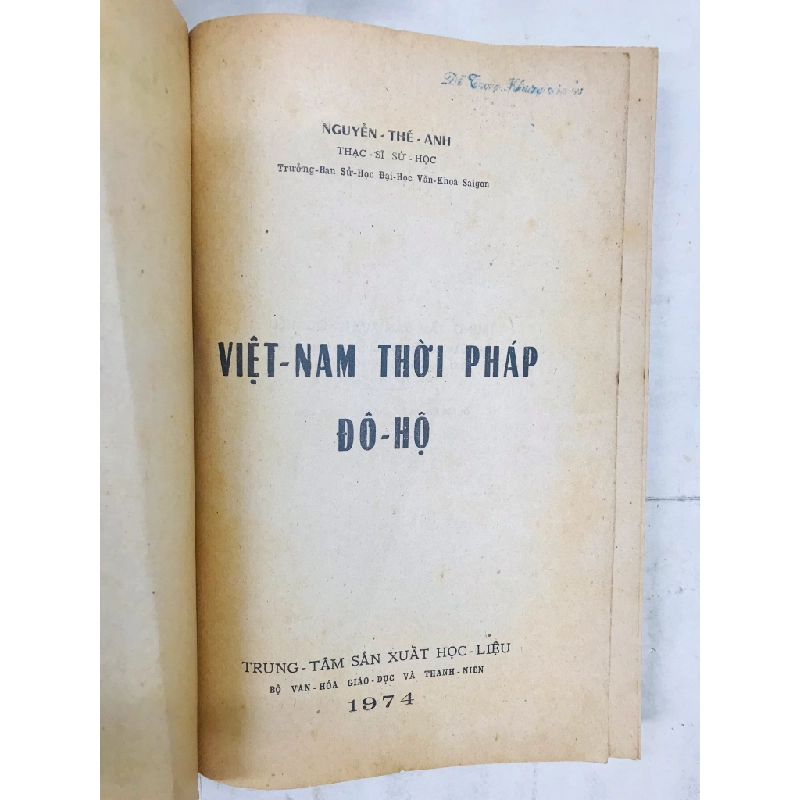 NGUYỄN - THẾ - ANH
THẠC - SĨ SỬ - HỌC
Trưởng-Ban Sử-Học Đại-Học Văn-Khoa Saigon
VIỆT-NAM THỜI PHÁP
ĐÔ-HỘ
TRUNG - TÂM SẢN XUẤT HỌC - LIỆU
BỘ VĂN - HÓA GIÁO - DỤC VÀ THANH - NIÊN
1974